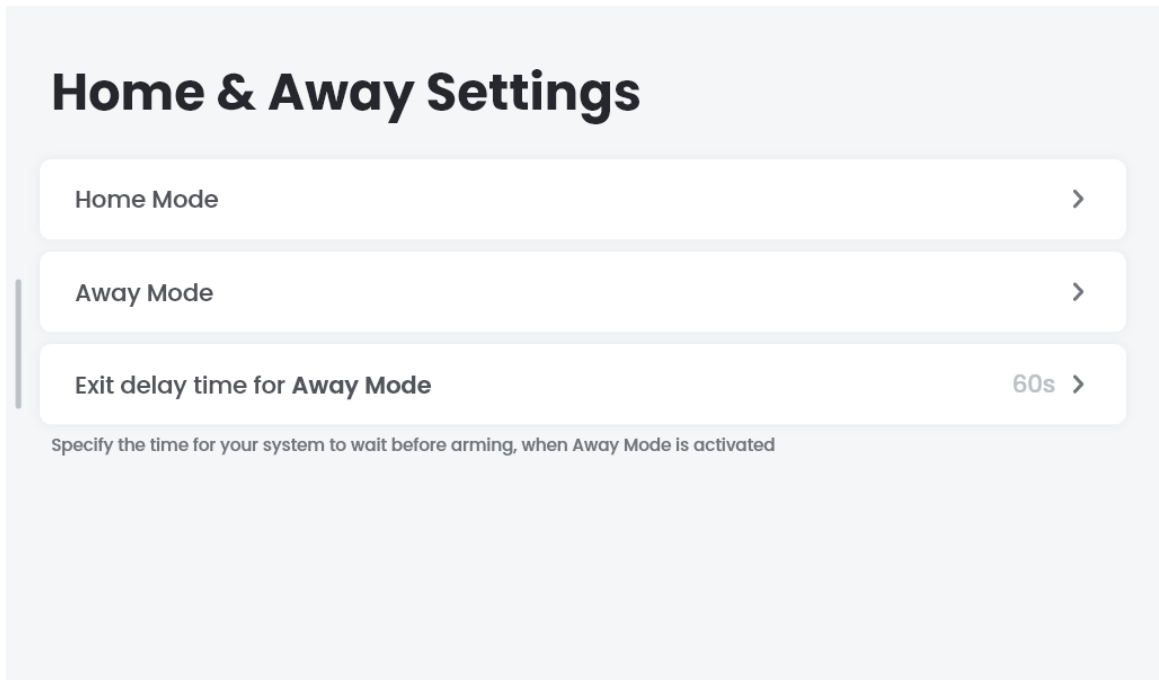 Home & Away Settings
Home Mode
Away Mode
Exit delay time for Away Mode 60s
Specify the time for your system to wait before arming, when Away Mode is activated